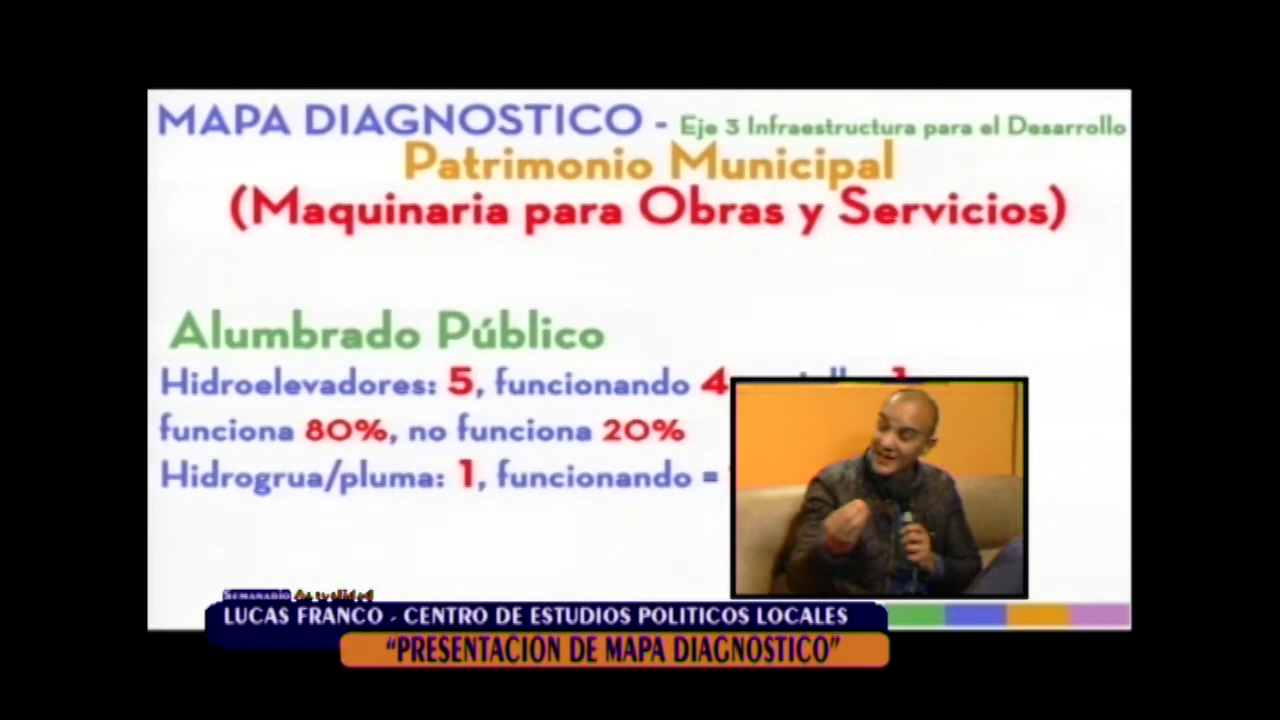 MAPA DIAGNOSTICO - Eje 3 Infraestructura para el Desarrollo
Patrimonio Municipal
(Maquinaria para Obras y Servicios)
Alumbrado Público
Hidroelevadores: 5, funcionando 4
funciona 80%, no funciona 20%
Hidrogrua/pluma: 1, funcionando =
SEMANARIO
LUCAS FRANCO - CENTRO DE ESTUDIOS POLITICOS LOCALES
"PRESENTACION DE MAPA DIAGNOSTICO"